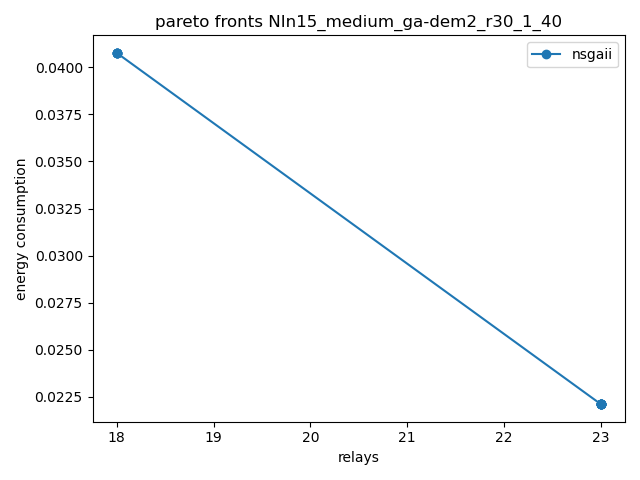 pareto fronts NIn15_medium_ga-dem2_r30_1_40
nsgaii
0.0400
0.0375
0.0350
0.0325
0.0300
0.0275
0.0250
0.0225
energy consumption
18 19 20 21 22 23
relays